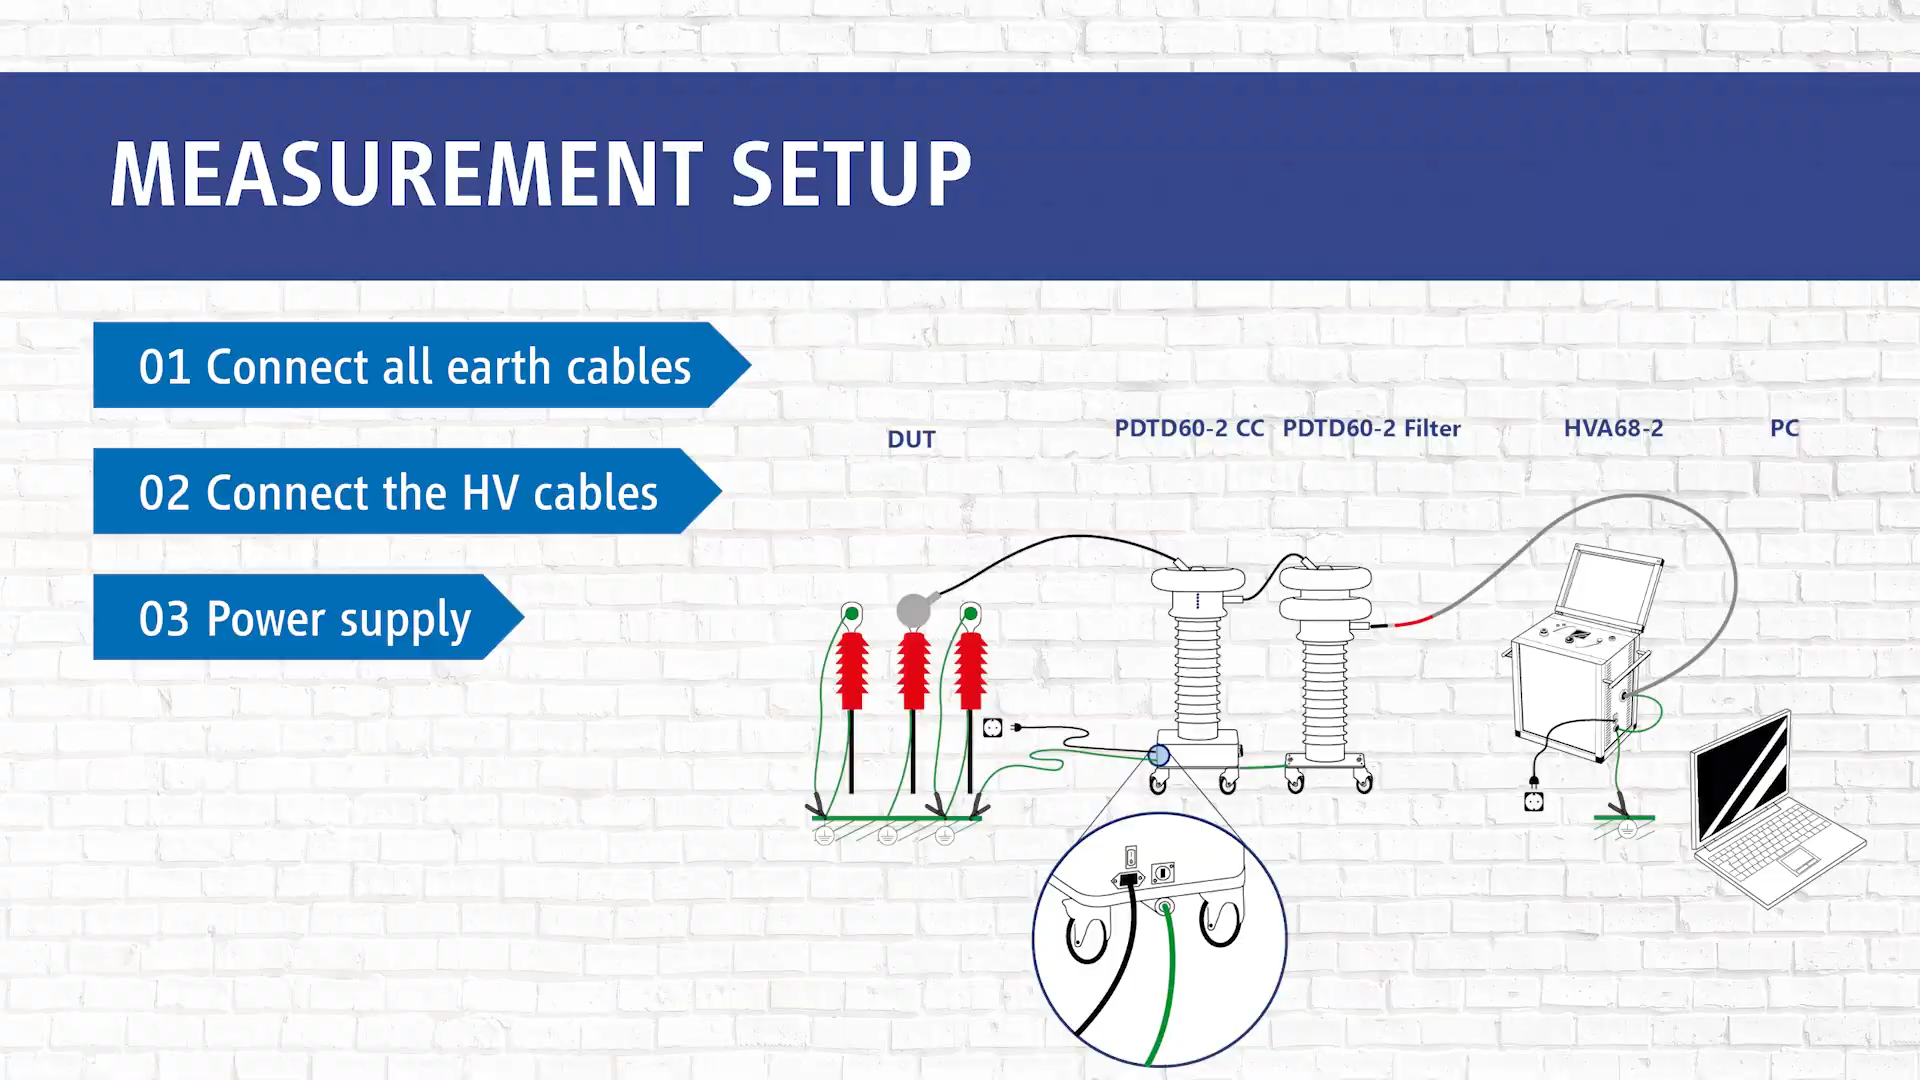 MEASUREMENT SETUP
01 Connect all earth cables
02 Connect the HV cables
03 Power supply
DUT
PDTD60-2 CC
PDTD60-2 Filter
HVA68-2
PC